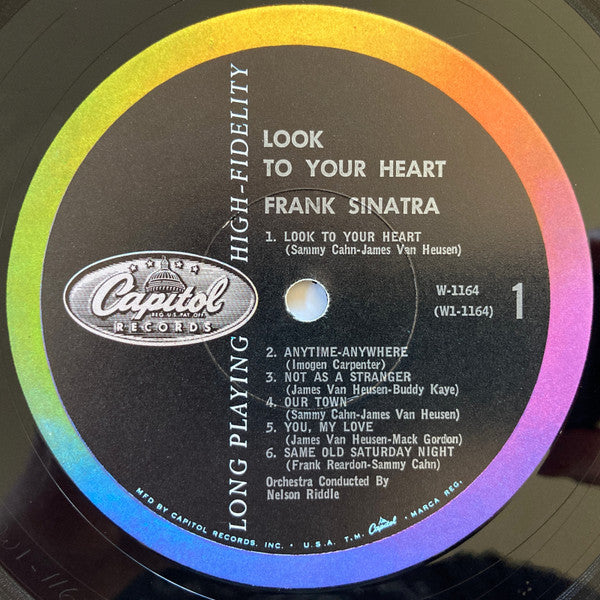 LOOK
TO YOUR HEART
FRANK SINATRA
1. LOOK TO YOUR HEART
(Sammy Cahn-James Van Heusen)
W-1164
(W1-1164)
1
Capitol
REG. U.S. PAT. OFF.
RECORDS
LONG PLAYING HIGH-FIDELITY
2. ANYTIME-ANYWHERE
(Imogen Carpenter)
3. NOT AS A STRANGER
(James Van Heusen-Buddy Kaye)
4. OUR TOWN
(Sammy Cahn-James Van Heusen)
5. YOU, MY LOVE
(James Van Heusen-Mack Gordon)
6. SAME OLD SATURDAY NIGHT
(Frank Reardon-Sammy Cahn)
Orchestra Conducted By
Nelson Riddle
MFD BY CAPITOL RECORDS, INC. • U.S.A. T.M. Capitol MARCA REG.